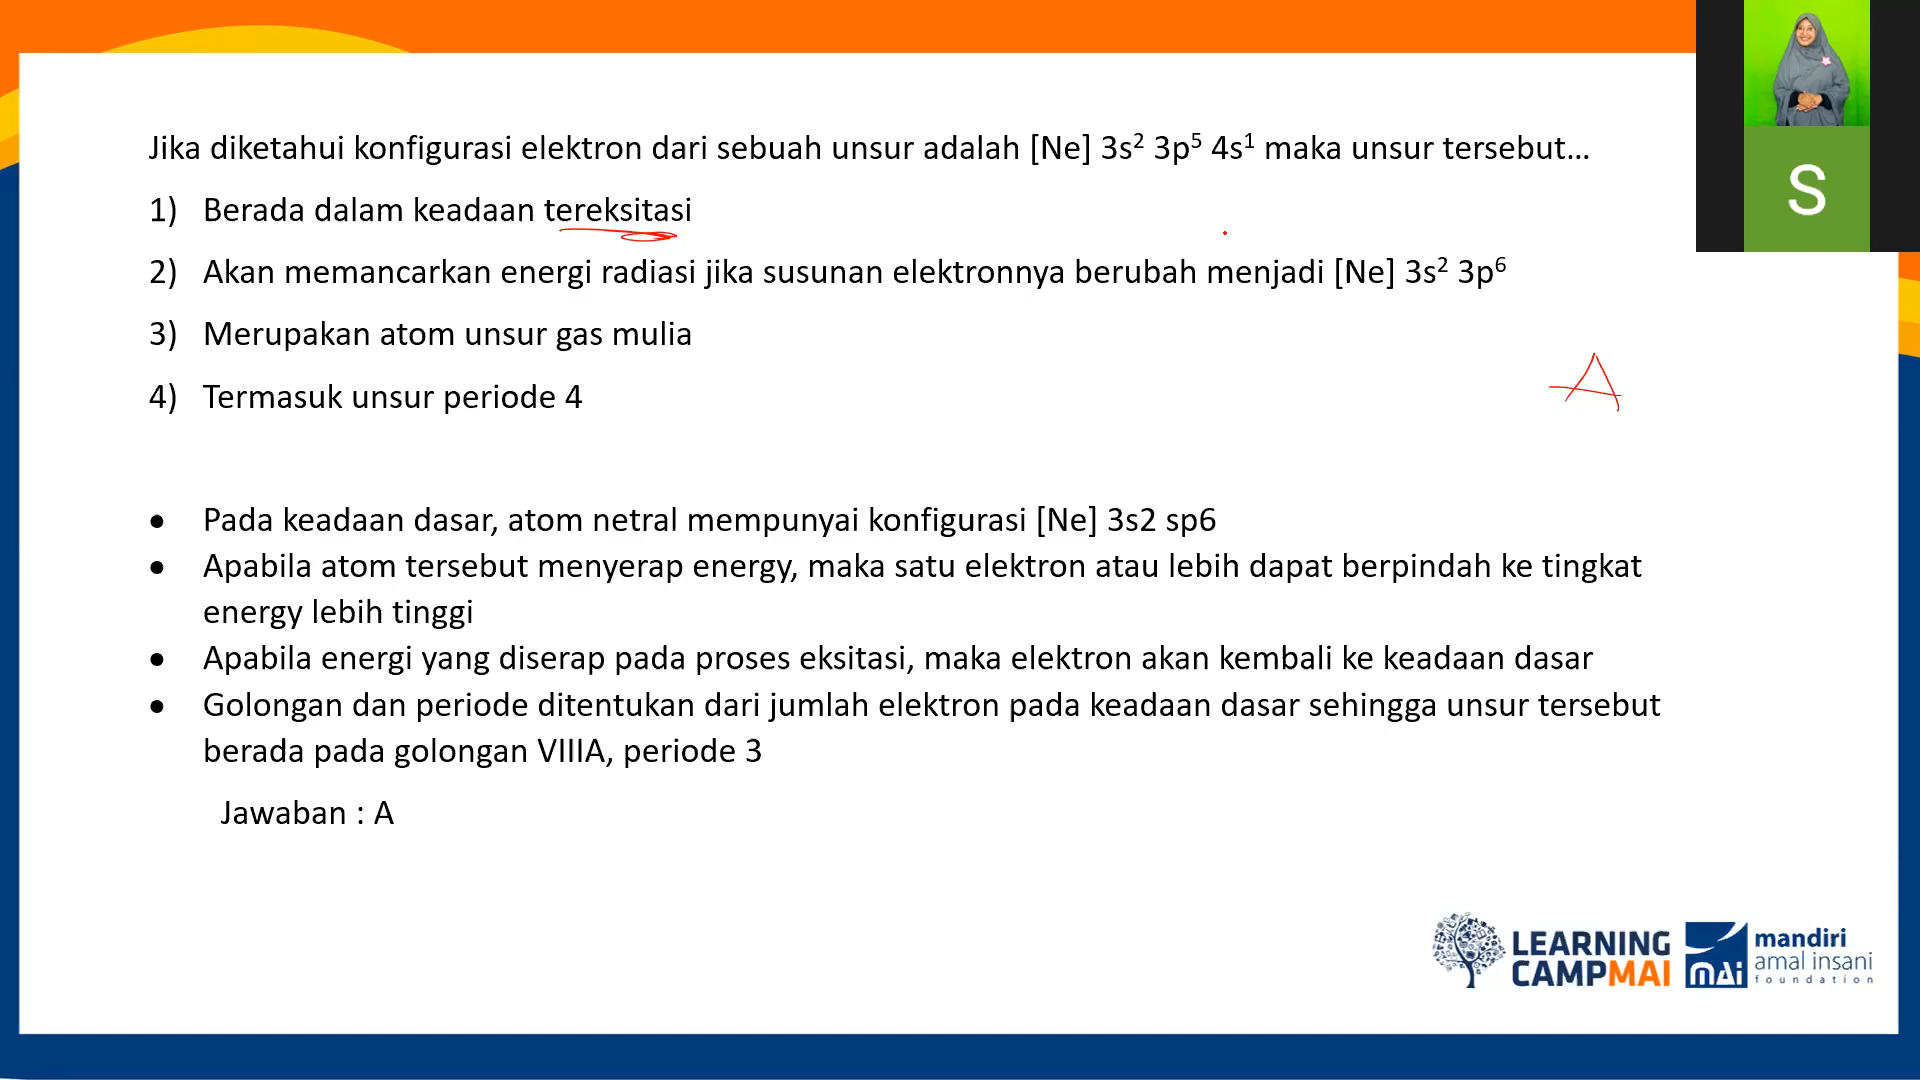 Jika diketahui konfigurasi elektron dari sebuah unsur adalah [Ne] 3s² 3p⁵ 4s¹ maka unsur tersebut...
1) Berada dalam keadaan tereksitasi
2) Akan memancarkan energi radiasi jika susunan elektronnya berubah menjadi [Ne] 3s² 3p⁶
3) Merupakan atom unsur gas mulia
4) Termasuk unsur periode 4
A
• Pada keadaan dasar, atom netral mempunyai konfigurasi [Ne] 3s2 sp6
• Apabila atom tersebut menyerap energy, maka satu elektron atau lebih dapat berpindah ke tingkat
energy lebih tinggi
• Apabila energi yang diserap pada proses eksitasi, maka elektron akan kembali ke keadaan dasar
• Golongan dan periode ditentukan dari jumlah elektron pada keadaan dasar sehingga unsur tersebut
berada pada golongan VIIIA, periode 3
Jawaban : A
S
LEARNING
CAMPMAI
mAi
mandiri
amal insani
foundation